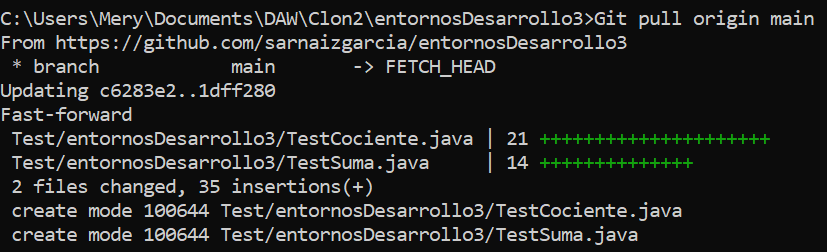 C:\Users\Mery\Documents\DAW\Clon2\entornosDesarrollo3>Git pull origin main
From https://github.com/sarnaizgarcia/entornosDesarrollo3
 * branch            main       -> FETCH_HEAD
Updating c6283e2..1dff280
Fast-forward
 Test/entornosDesarrollo3/TestCociente.java | 21 +++++++++++++++++++++
 Test/entornosDesarrollo3/TestSuma.java     | 14 ++++++++++++++
 2 files changed, 35 insertions(+)
 create mode 100644 Test/entornosDesarrollo3/TestCociente.java
 create mode 100644 Test/entornosDesarrollo3/TestSuma.java